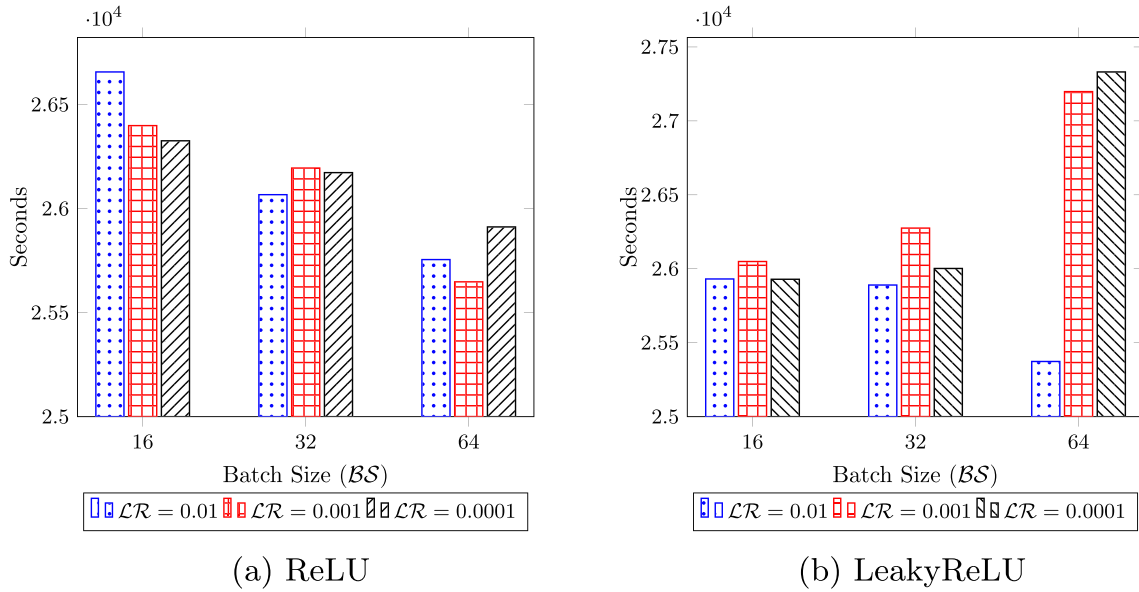 ·10⁴
2.65
2.6
2.55
2.5
Seconds
16 32 64
Batch Size (ℬ𝒮)
ℒℛ = 0.01 ℒℛ = 0.001 ℒℛ = 0.0001
(a) ReLU
·10⁴
2.75
2.7
2.65
2.6
2.55
2.5
Seconds
16 32 64
Batch Size (ℬ𝒮)
ℒℛ = 0.01 ℒℛ = 0.001 ℒℛ = 0.0001
(b) LeakyReLU